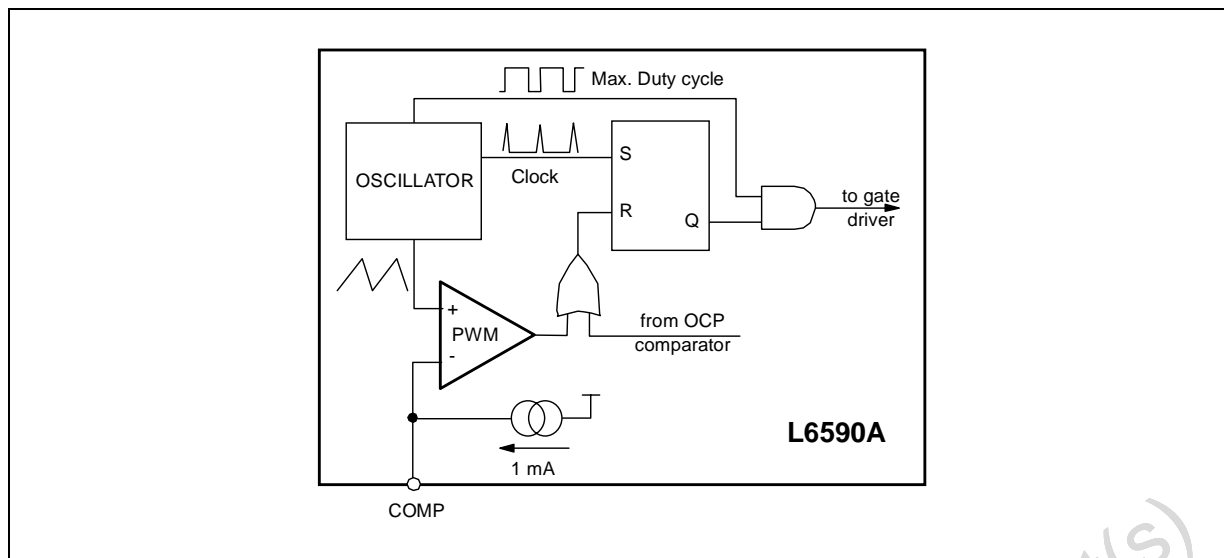 Max. Duty cycle
OSCILLATOR
Clock
S
R
Q
to gate
driver
+
PWM
-
from OCP
comparator
1 mA
L6590A
COMP